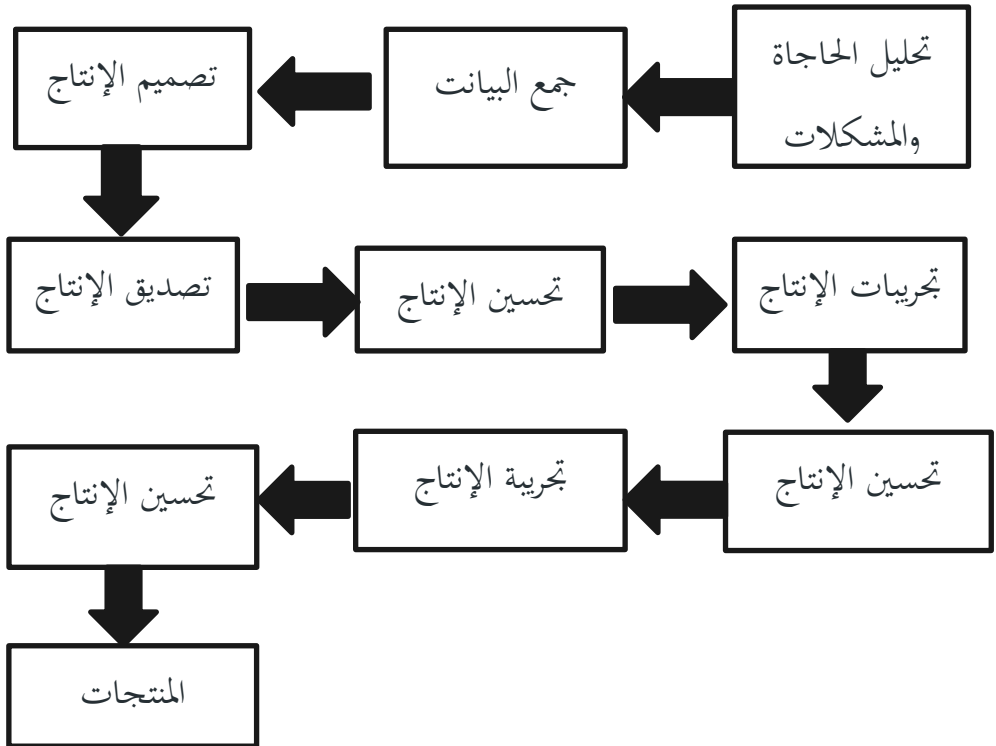 تحليل الحاجاة
والمشكلات
جمع البيانت
تصميم الإنتاج
تصديق الإنتاج
تحسين الإنتاج
تجريبات الإنتاج
تحسين الإنتاج
تجريبة الإنتاج
تحسين الإنتاج
المنتجات